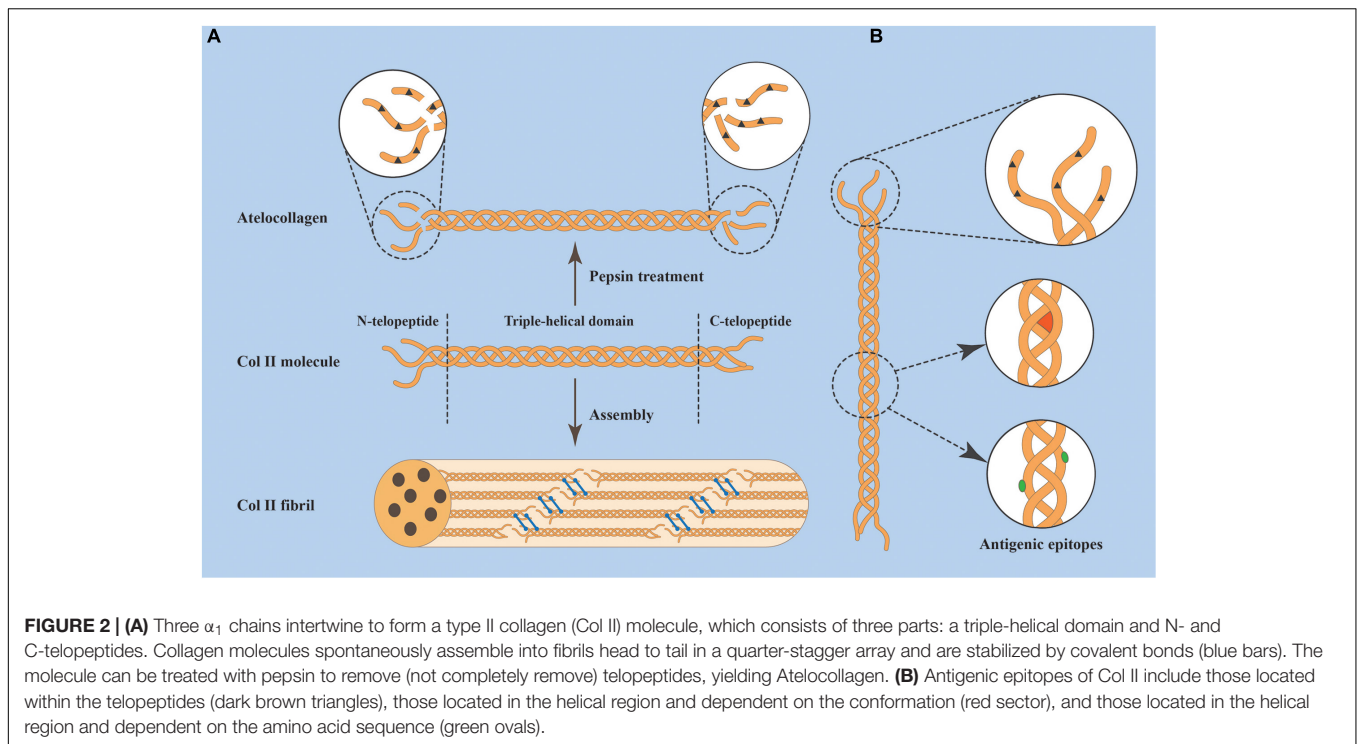 A
B
Atelocollagen
Pepsin treatment
N-telopeptide
Triple-helical domain
C-telopeptide
Col II molecule
Assembly
Col II fibril
Antigenic epitopes
FIGURE 2 | (A) Three α₁ chains intertwine to form a type II collagen (Col II) molecule, which consists of three parts: a triple-helical domain and N- and
C-telopeptides. Collagen molecules spontaneously assemble into fibrils head to tail in a quarter-stagger array and are stabilized by covalent bonds (blue bars). The
molecule can be treated with pepsin to remove (not completely remove) telopeptides, yielding Atelocollagen. (B) Antigenic epitopes of Col II include those located
within the telopeptides (dark brown triangles), those located in the helical region and dependent on the conformation (red sector), and those located in the helical
region and dependent on the amino acid sequence (green ovals).